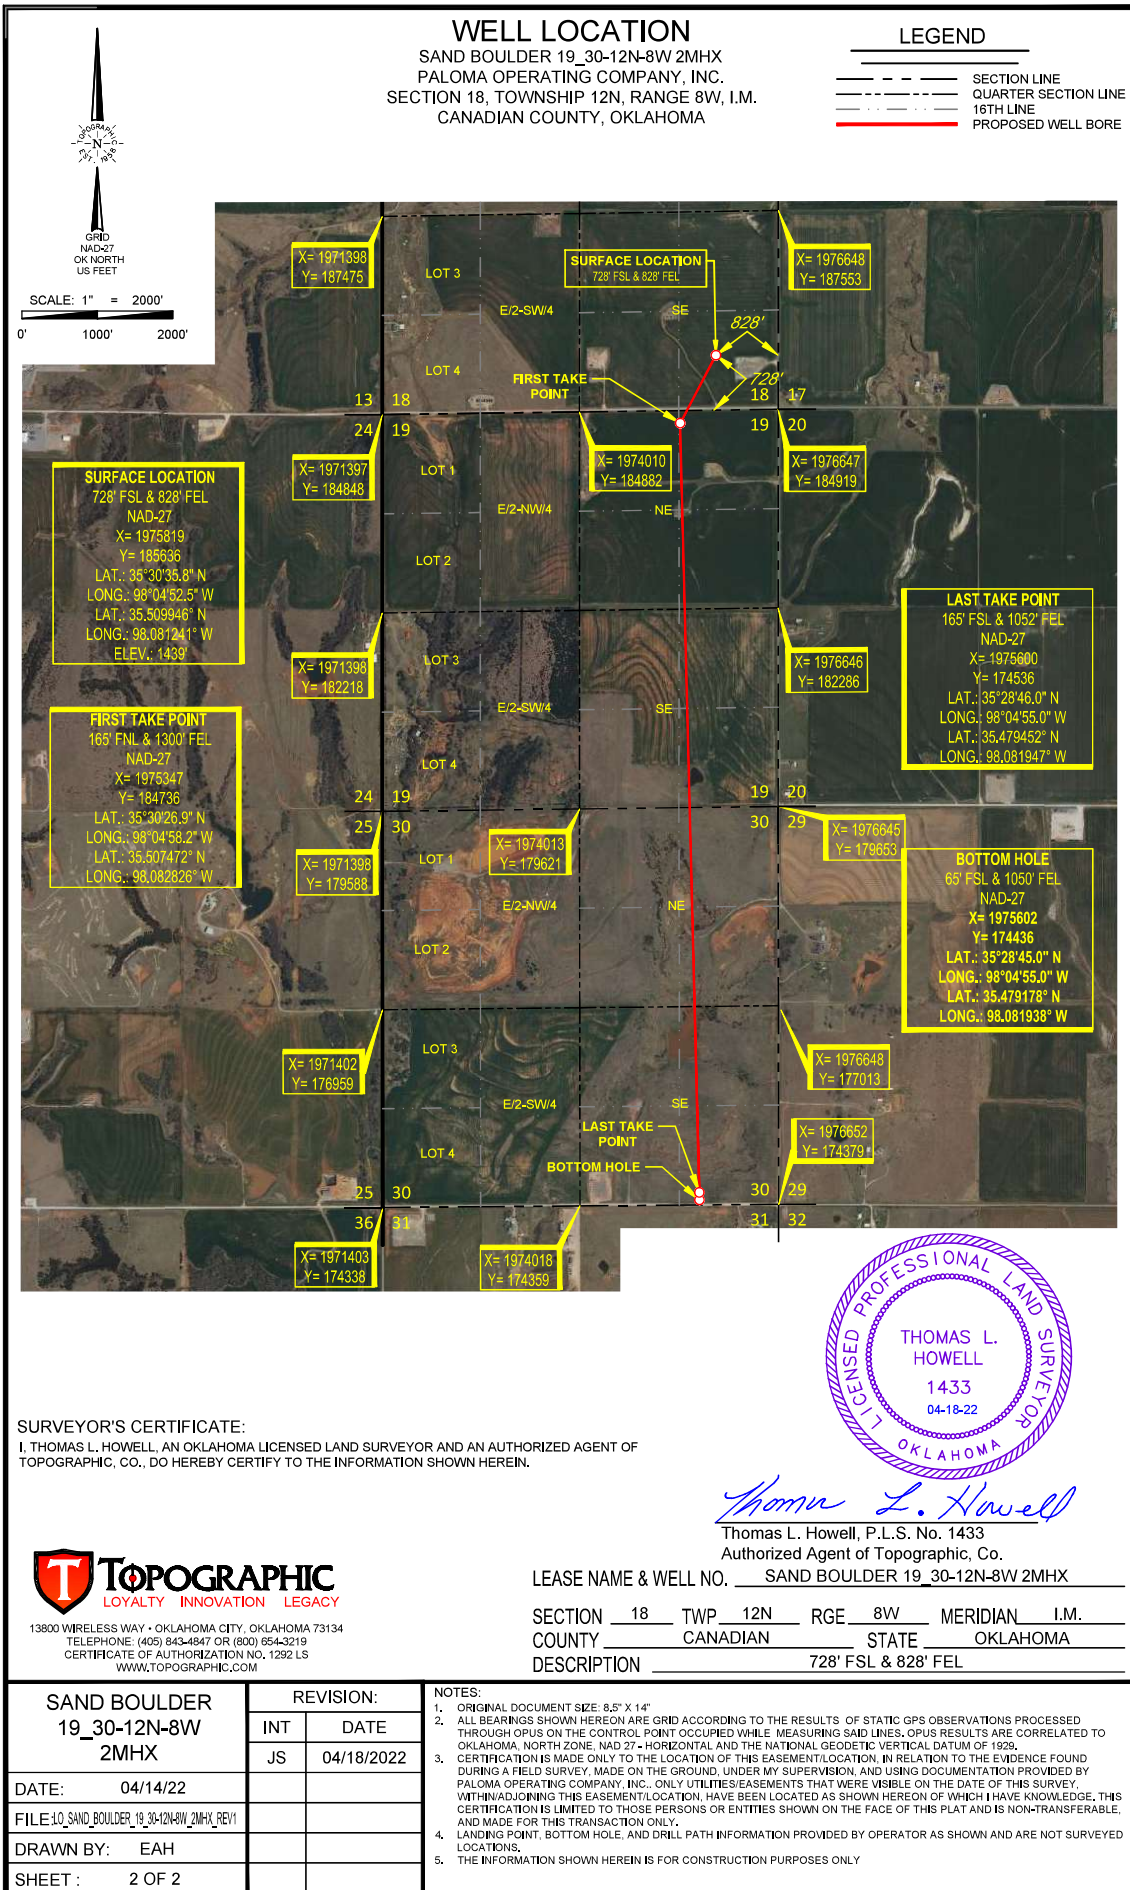 WELL LOCATION
SAND BOULDER 19_30-12N-8W 2MHX
PALOMA OPERATING COMPANY, INC.
SECTION 18, TOWNSHIP 12N, RANGE 8W, I.M.
CANADIAN COUNTY, OKLAHOMA
LEGEND
SECTION LINE
QUARTER SECTION LINE
16TH LINE
PROPOSED WELL BORE
TOPOGRAPHIC
N
EST. 1958
GRID
NAD-27
OK NORTH
US FEET
SCALE: 1" = 2000'
0' 1000' 2000'
X= 1971398
Y= 187475
LOT 3
SURFACE LOCATION
728' FSL & 828' FEL
X= 1976648
Y= 187553
E/2-SW/4
SE
828'
LOT 4
FIRST TAKE
POINT
728'
13 18
18 17
24 19
19 20
X= 1971397
Y= 184848
LOT 1
X= 1974010
Y= 184882
X= 1976647
Y= 184919
E/2-NW/4
NE
LOT 2
SURFACE LOCATION
728' FSL & 828' FEL
NAD-27
X= 1975819
Y= 185636
LAT.: 35°30'35.8" N
LONG.: 98°04'52.5" W
LAT.: 35.509946° N
LONG.: 98.081241° W
ELEV.: 1439'
X= 1971398
Y= 182218
LOT 3
X= 1976646
Y= 182286
E/2-SW/4
SE
LOT 4
LAST TAKE POINT
165' FSL & 1052' FEL
NAD-27
X= 1975600
Y= 174536
LAT.: 35°28'46.0" N
LONG.: 98°04'55.0" W
LAT.: 35.479452° N
LONG.: 98.081947° W
FIRST TAKE POINT
165' FNL & 1300' FEL
NAD-27
X= 1975347
Y= 184736
LAT.: 35°30'26.9" N
LONG.: 98°04'58.2" W
LAT.: 35.507472° N
LONG.: 98.082826° W
24 19
19 20
25 30
30 29
X= 1971398
Y= 179588
LOT 1
X= 1974013
Y= 179621
X= 1976645
Y= 179653
E/2-NW/4
NE
LOT 2
BOTTOM HOLE
65' FSL & 1050' FEL
NAD-27
X= 1975602
Y= 174436
LAT.: 35°28'45.0" N
LONG.: 98°04'55.0" W
LAT.: 35.479178° N
LONG.: 98.081938° W
X= 1971402
Y= 176959
LOT 3
X= 1976648
Y= 177013
E/2-SW/4
SE
LAST TAKE
POINT
X= 1976652
Y= 174379
LOT 4
BOTTOM HOLE
25 30
30 29
36 31
31 32
X= 1971403
Y= 174338
X= 1974018
Y= 174359
LICENSED PROFESSIONAL LAND SURVEYOR
THOMAS L.
HOWELL
1433
04-18-22
OKLAHOMA
SURVEYOR'S CERTIFICATE:
I, THOMAS L. HOWELL, AN OKLAHOMA LICENSED LAND SURVEYOR AND AN AUTHORIZED AGENT OF
TOPOGRAPHIC, CO., DO HEREBY CERTIFY TO THE INFORMATION SHOWN HEREIN.
Thomas L. Howell
Thomas L. Howell, P.L.S. No. 1433
Authorized Agent of Topographic, Co.
T TOPOGRAPHIC
LOYALTY INNOVATION LEGACY
13800 WIRELESS WAY • OKLAHOMA CITY, OKLAHOMA 73134
TELEPHONE: (405) 843-4847 OR (800) 654-3219
CERTIFICATE OF AUTHORIZATION NO. 1292 LS
WWW.TOPOGRAPHIC.COM
LEASE NAME & WELL NO. SAND BOULDER 19_30-12N-8W 2MHX
SECTION 18 TWP 12N RGE 8W MERIDIAN I.M.
COUNTY CANADIAN STATE OKLAHOMA
DESCRIPTION 728' FSL & 828' FEL
SAND BOULDER
19_30-12N-8W
2MHX
DATE: 04/14/22
FILE:LO_SAND_BOULDER_19_30-12N-8W_2MHX_REV1
DRAWN BY: EAH
SHEET : 2 OF 2
REVISION:
INT DATE
JS 04/18/2022
NOTES:
1. ORIGINAL DOCUMENT SIZE: 8.5" X 14"
2. ALL BEARINGS SHOWN HEREON ARE GRID ACCORDING TO THE RESULTS OF STATIC GPS OBSERVATIONS PROCESSED
THROUGH OPUS ON THE CONTROL POINT OCCUPIED WHILE MEASURING SAID LINES. OPUS RESULTS ARE CORRELATED TO
OKLAHOMA, NORTH ZONE, NAD 27 - HORIZONTAL AND THE NATIONAL GEODETIC VERTICAL DATUM OF 1929.
3. CERTIFICATION IS MADE ONLY TO THE LOCATION OF THIS EASEMENT/LOCATION, IN RELATION TO THE EVIDENCE FOUND
DURING A FIELD SURVEY, MADE ON THE GROUND, UNDER MY SUPERVISION, AND USING DOCUMENTATION PROVIDED BY
PALOMA OPERATING COMPANY, INC.. ONLY UTILITIES/EASEMENTS THAT WERE VISIBLE ON THE DATE OF THIS SURVEY,
WITHIN/ADJOINING THIS EASEMENT/LOCATION, HAVE BEEN LOCATED AS SHOWN HEREON OF WHICH I HAVE KNOWLEDGE. THIS
CERTIFICATION IS LIMITED TO THOSE PERSONS OR ENTITIES SHOWN ON THE FACE OF THIS PLAT AND IS NON-TRANSFERABLE,
AND MADE FOR THIS TRANSACTION ONLY.
4. LANDING POINT, BOTTOM HOLE, AND DRILL PATH INFORMATION PROVIDED BY OPERATOR AS SHOWN AND ARE NOT SURVEYED
LOCATIONS.
5. THE INFORMATION SHOWN HEREIN IS FOR CONSTRUCTION PURPOSES ONLY